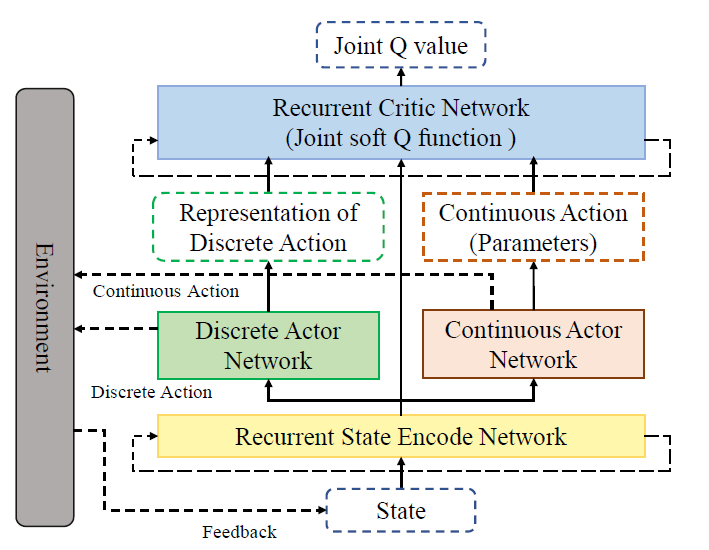 Joint Q value
Recurrent Critic Network
(Joint soft Q function )
Representation of
Discrete Action
Continuous Action
(Parameters)
Environment
Continuous Action
Discrete Actor
Network
Continuous Actor
Network
Discrete Action
Recurrent State Encode Network
State
Feedback